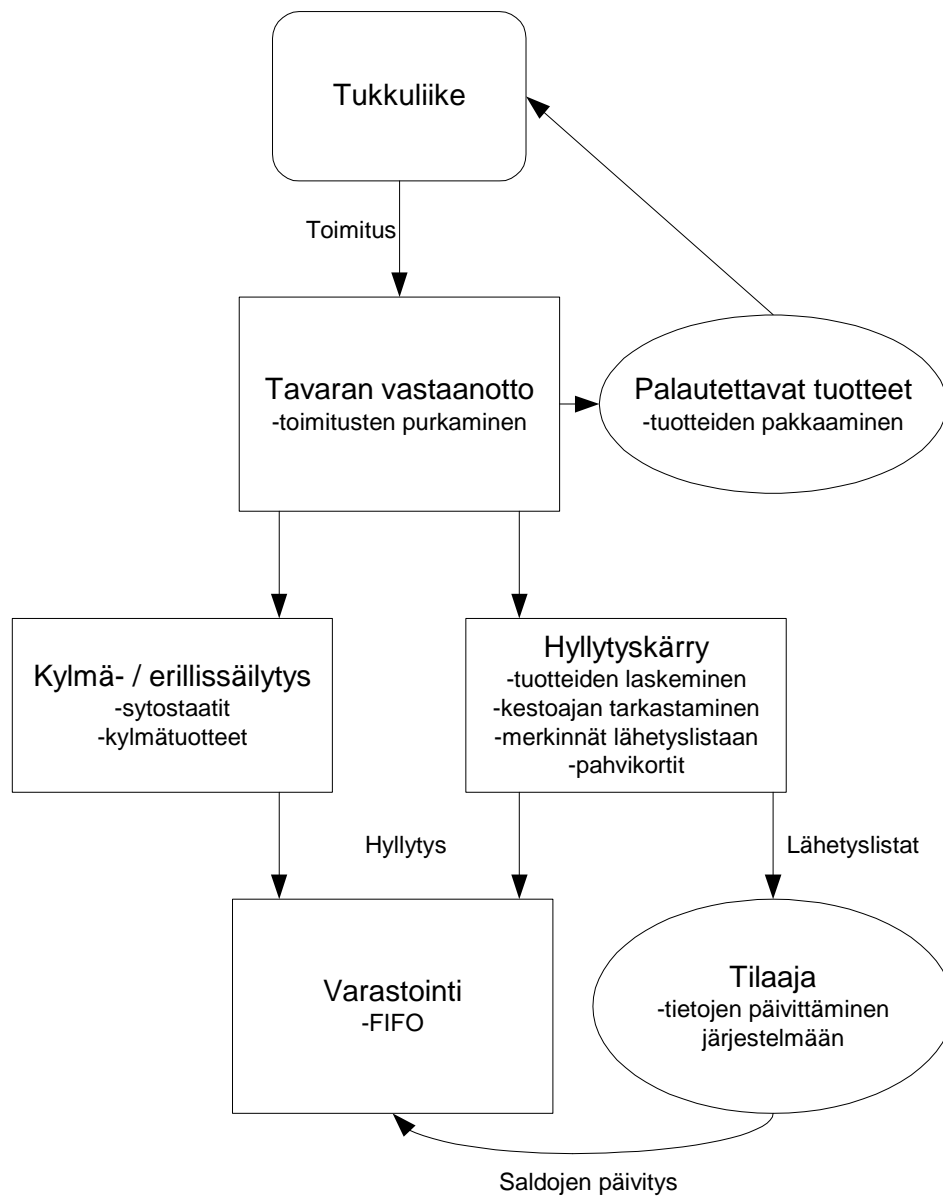 Tukkuliike
Toimitus
Tavaran vastaanotto
-toimitusten purkaminen
Palautettavat tuotteet
-tuotteiden pakkaaminen
Kylmä- / erillissäilytys
-sytostaatit
-kylmätuotteet
Hyllytyskärry
-tuotteiden laskeminen
-kestoajan tarkastaminen
-merkinnät lähetyslistaan
-pahvikortit
Hyllytys
Lähetyslistat
Varastointi
-FIFO
Tilaaja
-tietojen päivittäminen
järjestelmään
Saldojen päivitys